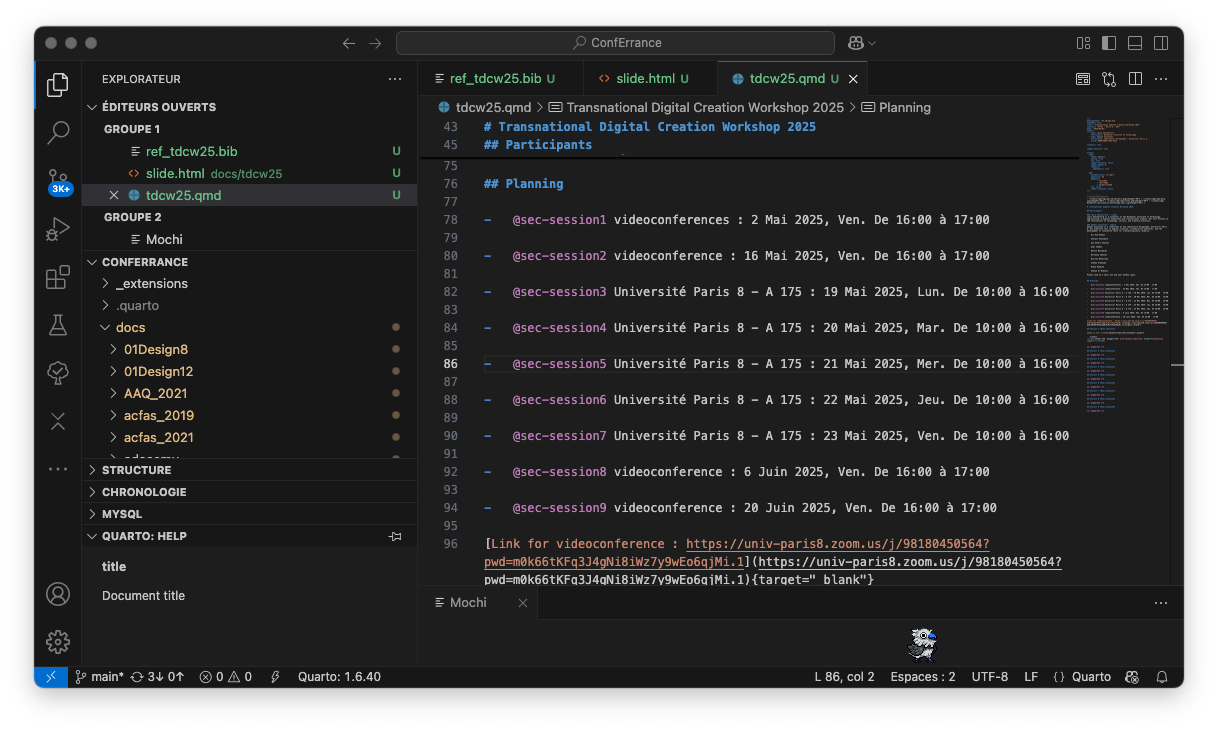 ConfErrance
EXPLORATEUR
ÉDITEURS OUVERTS
GROUPE 1
ref_tdcw25.bib U
slide.html docs/tdcw25 U
tdcw25.qmd U
GROUPE 2
Mochi
CONFERRANCE
_extensions
.quarto
docs
01Design8
01Design12
AAQ_2021
acfas_2019
acfas_2021
STRUCTURE
CHRONOLOGIE
MYSQL
QUARTO: HELP
title
Document title
3K+
ref_tdcw25.bib U
slide.html U
tdcw25.qmd U
tdcw25.qmd > Transnational Digital Creation Workshop 2025 > Planning
43 # Transnational Digital Creation Workshop 2025
45 ## Participants
75
76 ## Planning
77
78 - @sec-session1 videoconferences : 2 Mai 2025, Ven. De 16:00 à 17:00
79
80 - @sec-session2 videoconference : 16 Mai 2025, Ven. De 16:00 à 17:00
81
82 - @sec-session3 Université Paris 8 - A 175 : 19 Mai 2025, Lun. De 10:00 à 16:00
83
84 - @sec-session4 Université Paris 8 - A 175 : 20 Mai 2025, Mar. De 10:00 à 16:00
85
86 - @sec-session5 Université Paris 8 - A 175 : 21 Mai 2025, Mer. De 10:00 à 16:00
87
88 - @sec-session6 Université Paris 8 - A 175 : 22 Mai 2025, Jeu. De 10:00 à 16:00
89
90 - @sec-session7 Université Paris 8 - A 175 : 23 Mai 2025, Ven. De 10:00 à 16:00
91
92 - @sec-session8 videoconference : 6 Juin 2025, Ven. De 16:00 à 17:00
93
94 - @sec-session9 videoconference : 20 Juin 2025, Ven. De 16:00 à 17:00
95
96 [Link for videoconference : https://univ-paris8.zoom.us/j/98180450564?
pwd=m0k66tKFq3J4gNi8iWz7y9wEo6qjMi.1](https://univ-paris8.zoom.us/j/98180450564?
pwd=m0k66tKFq3J4gNi8iWz7y9wEo6qjMi.1){target="_blank"}
Mochi
main* 3↓ 0↑ 0 0 Quarto: 1.6.40 L 86, col 2 Espaces : 2 UTF-8 LF {} Quarto